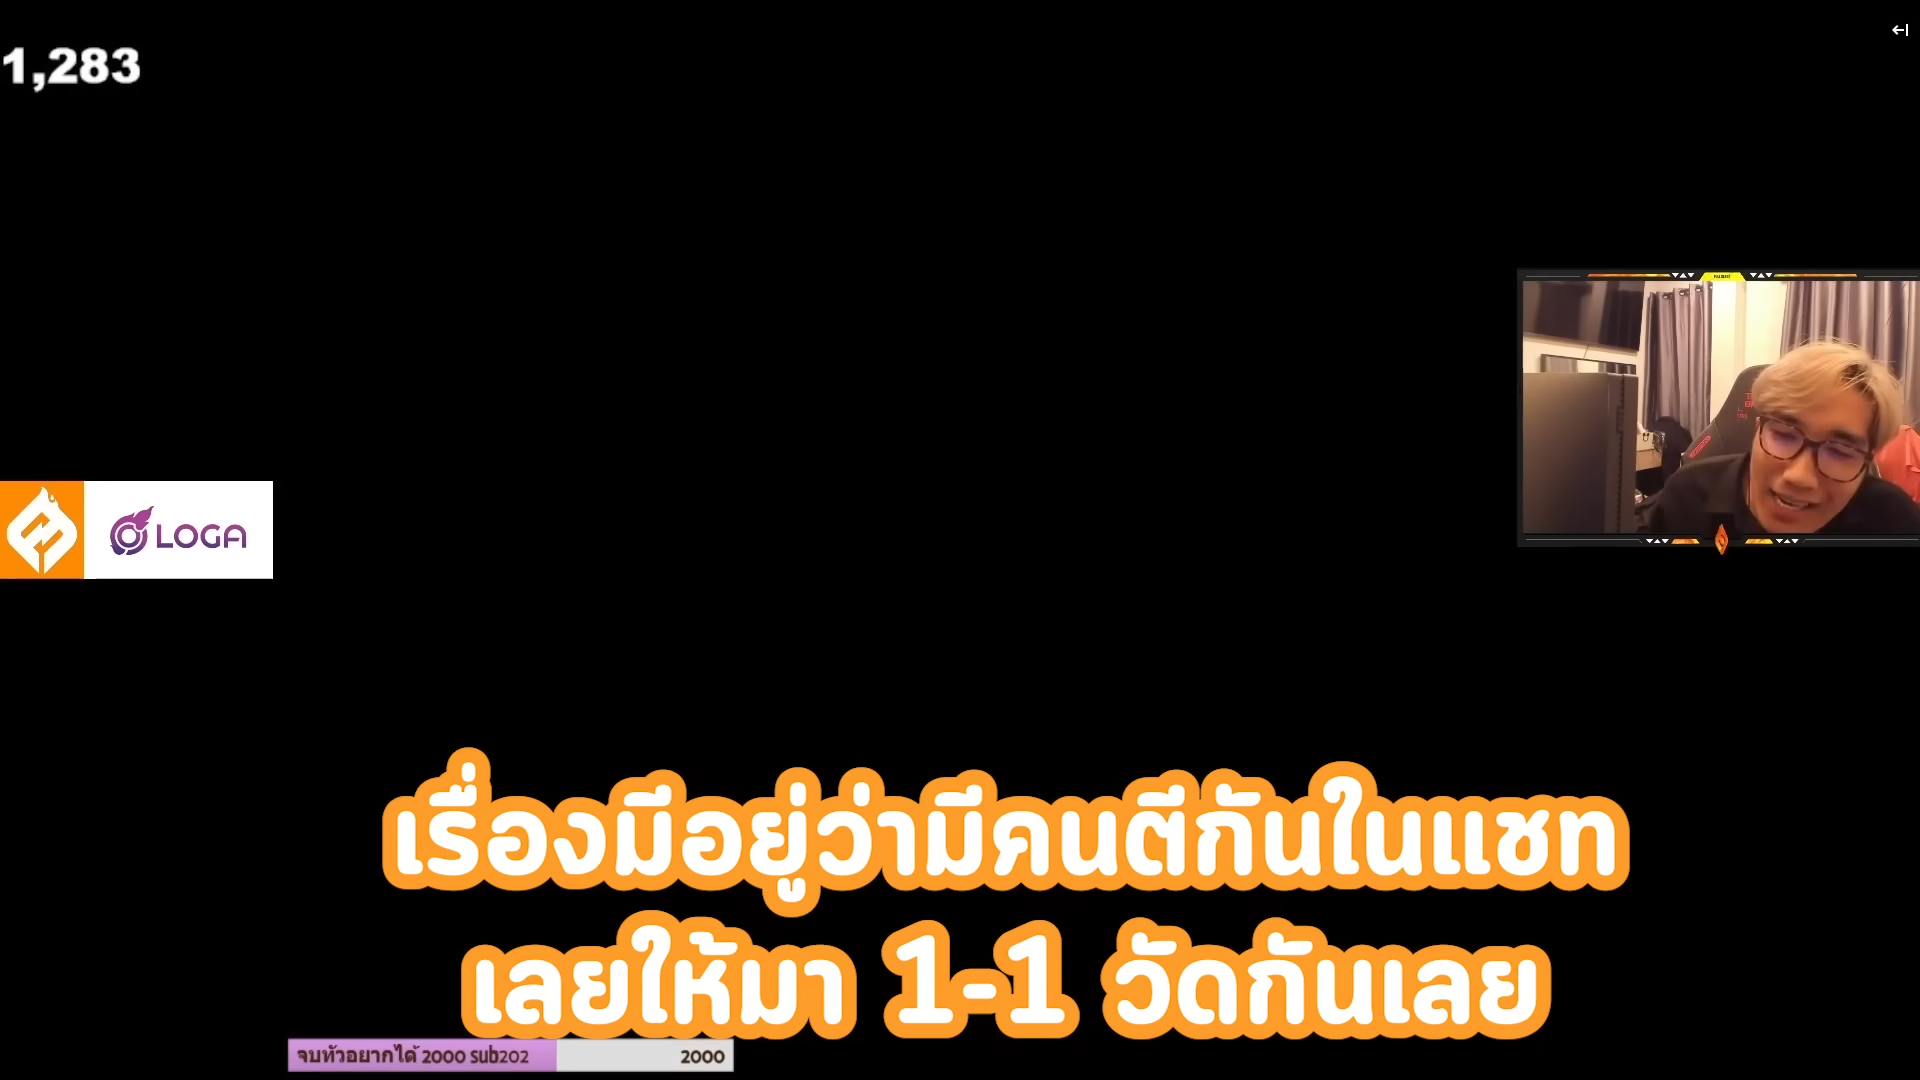 1,283
LOGA
เรื่องมีอยู่ว่ามีคนตีกันในแชท
เลยให้มา 1-1 วัดกันเลย
จบทัวอยากได้ 2000 sub202
2000